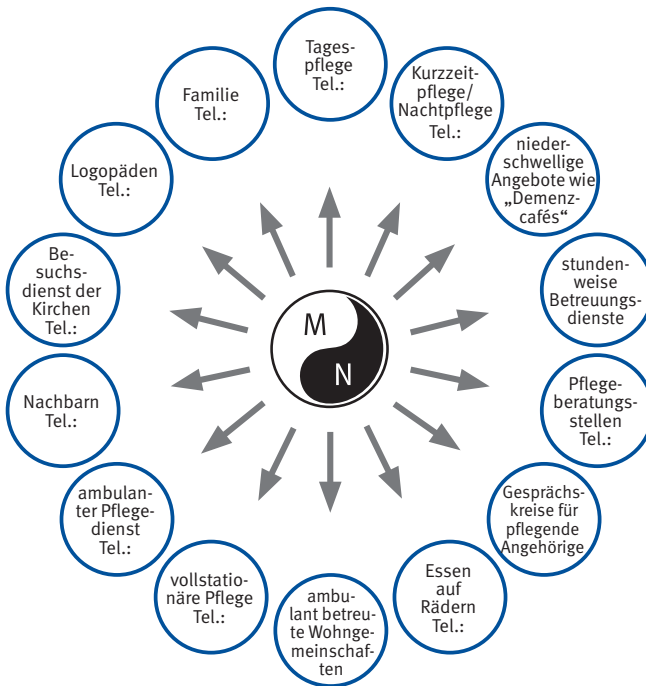 Tages-
pflege
Tel.:
Kurzzeit-
pflege/
Nachtpflege
Tel.:
nieder-
schwellige
Angebote wie
„Demenz-
cafés“
stunden-
weise
Betreuungs-
dienste
Pflege-
beratungs-
stellen
Tel.:
Gesprächs-
kreise für
pflegende
Angehörige
Essen
auf
Rädern
Tel.:
ambu-
lant betreu-
te Wohnge-
meinschaf-
ten
vollstatio-
näre Pflege
Tel.:
ambulan-
ter Pflege-
dienst
Tel.:
Nachbarn
Tel.:
Be-
suchs-
dienst der
Kirchen
Tel.:
Logopäden
Tel.:
Familie
Tel.:
M
N